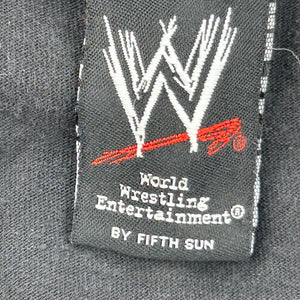 W
®
World
Wrestling
Entertainment®
BY FIFTH SUN